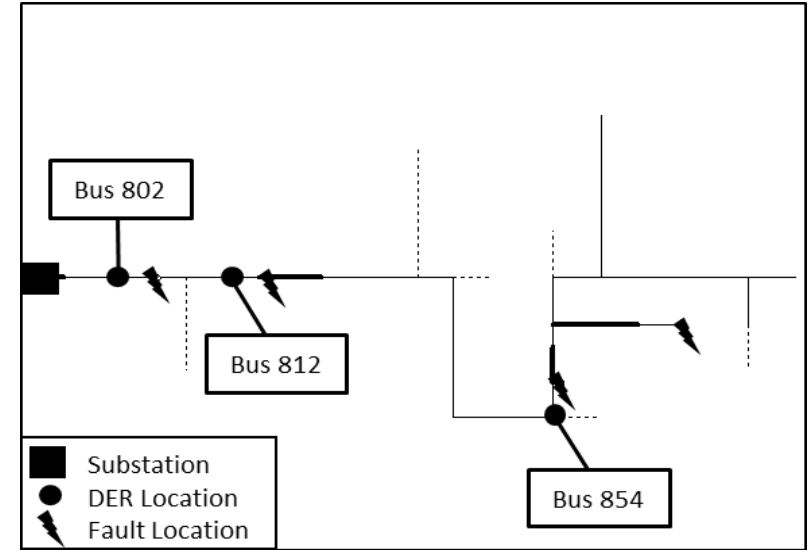 Bus 802
Bus 812
Bus 854
Substation
DER Location
Fault Location